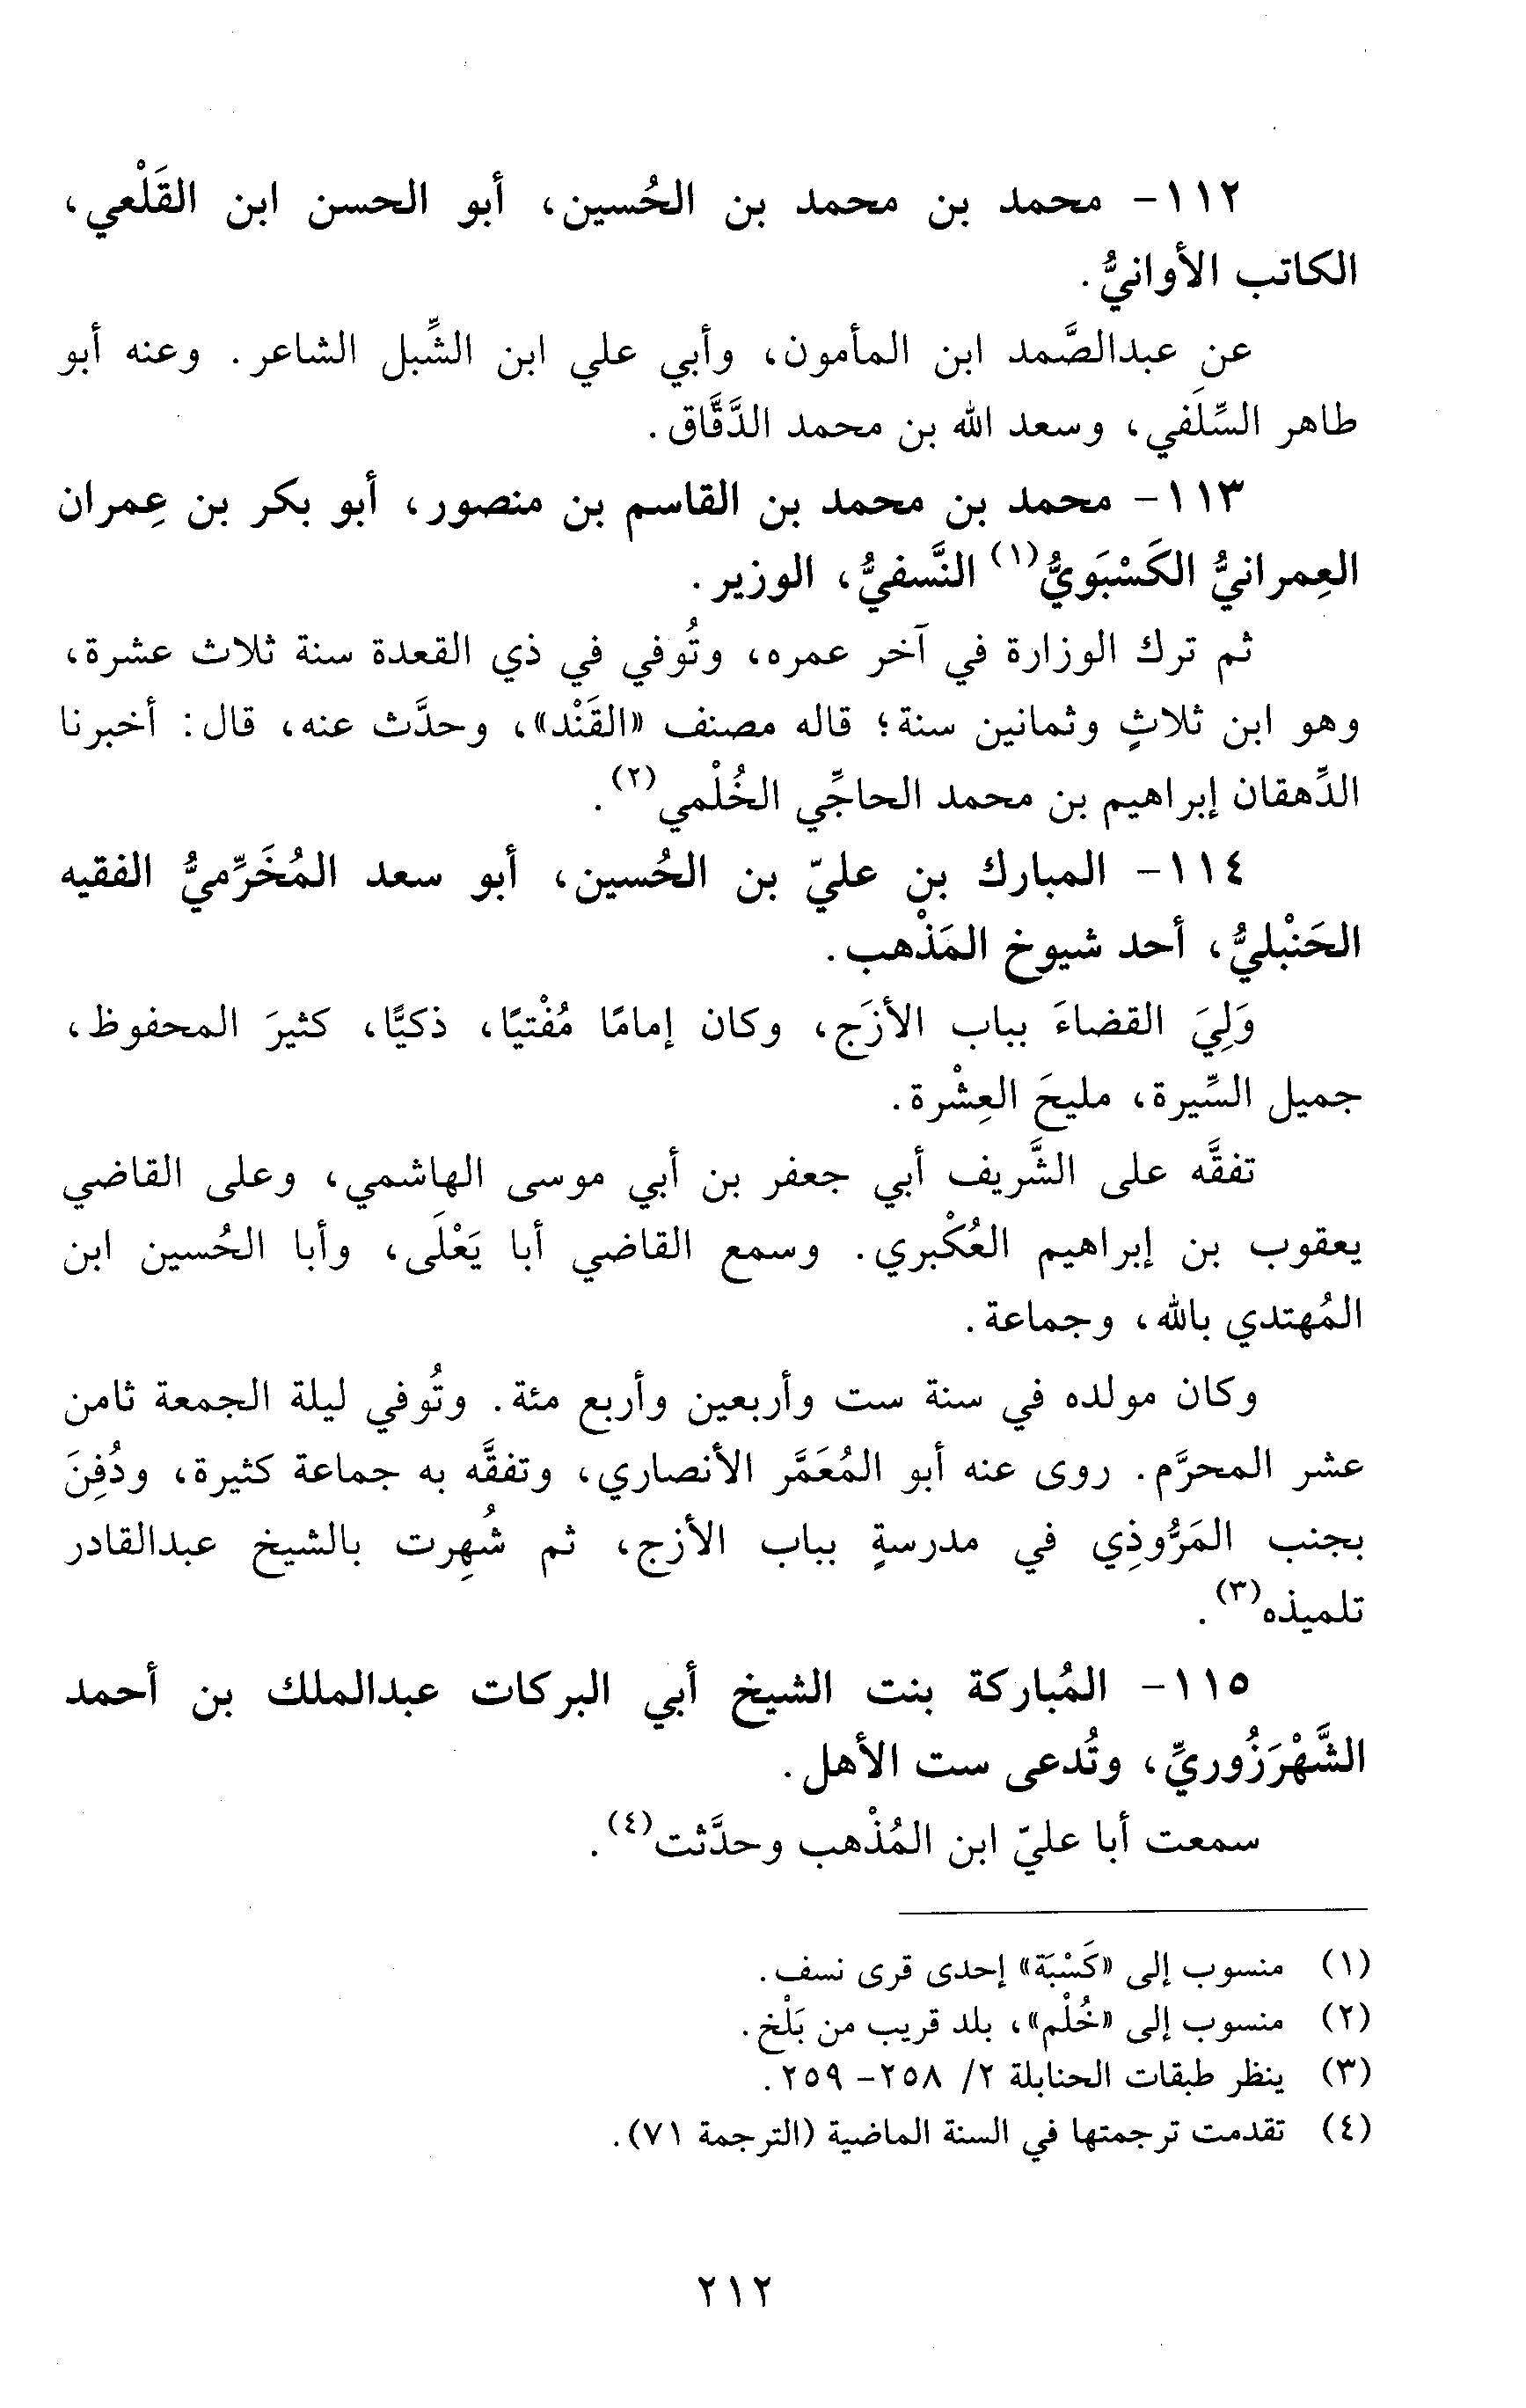 ١١٢- محمد بن محمد بن الحُسين، أبو الحسن ابن القَلْعي،
الكاتب الأوانيُّ.
عن عبدالصَّمد ابن المأمون، وأبي علي ابن الشِّبل الشاعر. وعنه أبو
طاهر السِّلَفي، وسعد الله بن محمد الدَّقَّاق.
١١٣- محمد بن محمد بن القاسم بن منصور، أبو بكر بن عِمران
العِمرانيُّ الكَسْبَويُّ(١) النَّسفيُّ، الوزير.
ثم ترك الوزارة في آخر عمره، وتُوفي في ذي القعدة سنة ثلاث عشرة،
وهو ابن ثلاثٍ وثمانين سنة؛ قاله مصنف «القَنْد»، وحدَّث عنه، قال: أخبرنا
الدِّهقان إبراهيم بن محمد الحاجِّي الخُلْمي(٢).
١١٤- المبارك بن عليّ بن الحُسين، أبو سعد المُخَرِّميُّ الفقيه
الحَنْبليُّ، أحد شيوخ المَذْهب.
وَلِيَ القضاءَ بباب الأزَج، وكان إمامًا مُفْتيًا، ذكيًّا، كثيرَ المحفوظ،
جميل السِّيرة، مليحَ العِشْرة.
تفقَّه على الشَّريف أبي جعفر بن أبي موسى الهاشمي، وعلى القاضي
يعقوب بن إبراهيم العُكْبري. وسمع القاضي أبا يَعْلَى، وأبا الحُسين ابن
المُهتدي بالله، وجماعة.
وكان مولده في سنة ست وأربعين وأربع مئة. وتُوفي ليلة الجمعة ثامن
عشر المحرَّم. روى عنه أبو المُعَمَّر الأنصاري، وتفقَّه به جماعة كثيرة، ودُفِنَ
بجنب المَرُّوذِي في مدرسةٍ بباب الأزج، ثم شُهِرت بالشيخ عبدالقادر
تلميذه(٣).
١١٥- المُباركة بنت الشيخ أبي البركات عبدالملك بن أحمد
الشَّهْرَزُوريِّ، وتُدعى ست الأهل.
سمعت أبا عليّ ابن المُذْهب وحدَّثت(٤).
(١) منسوب إلى «كَسْبَة» إحدى قرى نسف.
(٢) منسوب إلى «خُلْم»، بلد قريب من بَلْخ.
(٣) ينظر طبقات الحنابلة ٢/ ٢٥٨- ٢٥٩.
(٤) تقدمت ترجمتها في السنة الماضية (الترجمة ٧١).
٢١٢